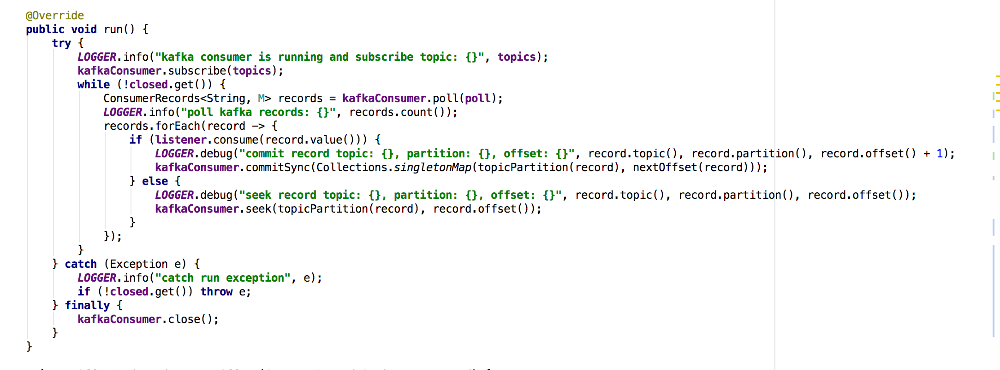 @Override
public void run() {
try {
LOGGER.info("kafka consumer is running and subscribe topic: {}", topics);
kafkaConsumer.subscribe(topics);
while (!closed.get()) {
ConsumerRecords<String, M> records = kafkaConsumer.poll(poll);
LOGGER.info("poll kafka records: {}", records.count());
records.forEach(record -> {
if (listener.consume(record.value())) {
LOGGER.debug("commit record topic: {}, partition: {}, offset: {}", record.topic(), record.partition(), record.offset() + 1);
kafkaConsumer.commitSync(Collections.singletonMap(topicPartition(record), nextOffset(record)));
} else {
LOGGER.debug("seek record topic: {}, partition: {}, offset: {}", record.topic(), record.partition(), record.offset());
kafkaConsumer.seek(topicPartition(record), record.offset());
}
});
}
} catch (Exception e) {
LOGGER.info("catch run exception", e);
if (!closed.get()) throw e;
} finally {
kafkaConsumer.close();
}
}